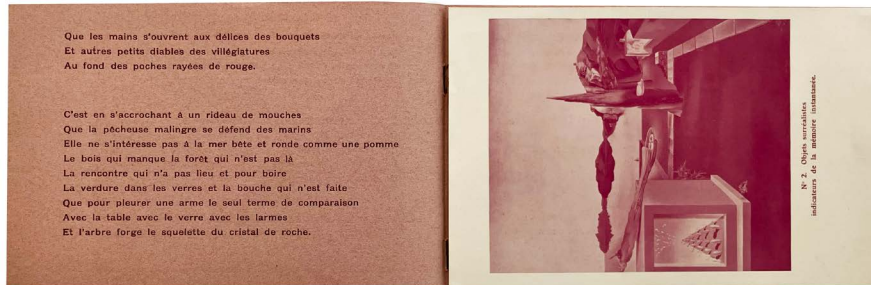 Que les mains s'ouvrent aux délices des bouquets
Et autres petits diables des villégiatures
Au fond des poches rayées de rouge.
C'est en s'accrochant à un rideau de mouches
Que la pêcheuse malingre se défend des marins
Elle ne s'intéresse pas à la mer bête et ronde comme une pomme
Le bois qui manque la forêt qui n'est pas là
La rencontre qui n'a pas lieu et pour boire
La verdure dans les verres et la bouche qui n'est faite
Que pour pleurer une arme le seul terme de comparaison
Avec la table avec le verre avec les larmes
Et l'arbre forge le squelette du cristal de roche.
N° 2. Objets surréalistes
indicateurs de la mémoire instantanée.